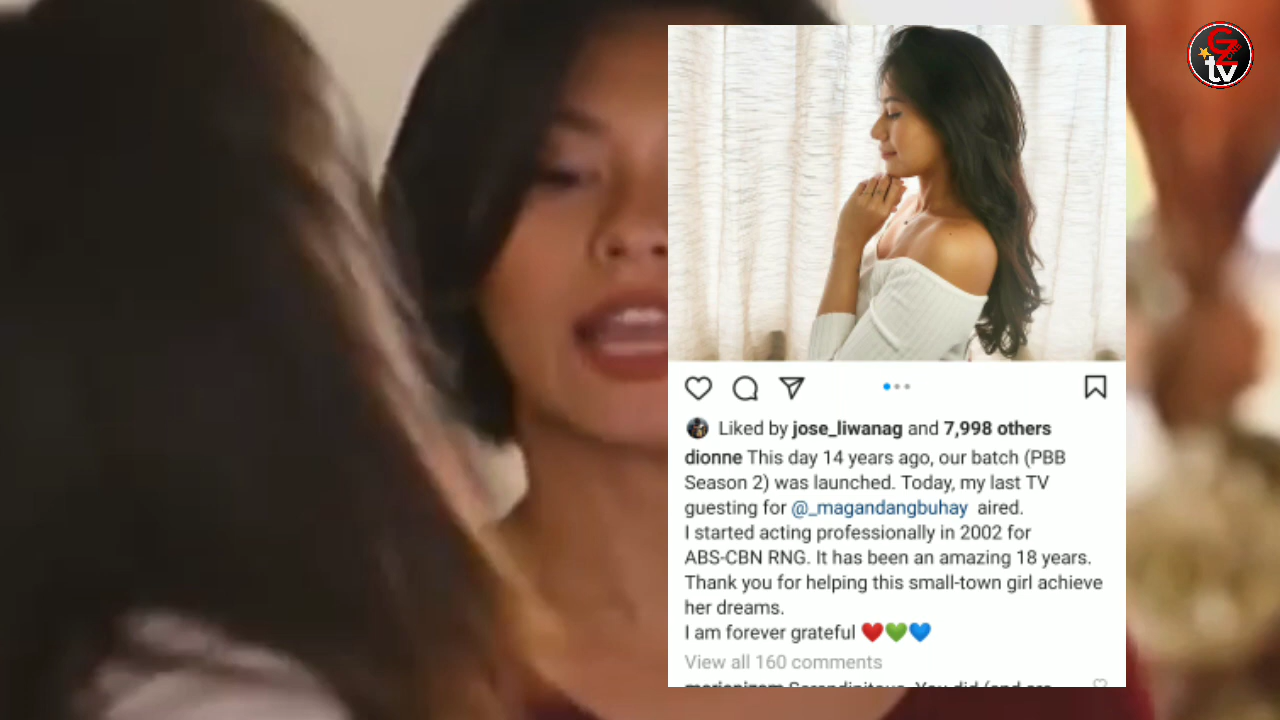 GZ
tv
Liked by jose_liwanag and 7,998 others
dionne This day 14 years ago, our batch (PBB
Season 2) was launched. Today, my last TV
guesting for @_magandangbuhay aired.
I started acting professionally in 2002 for
ABS-CBN RNG. It has been an amazing 18 years.
Thank you for helping this small-town girl achieve
her dreams.
I am forever grateful ❤️💚💙
View all 160 comments